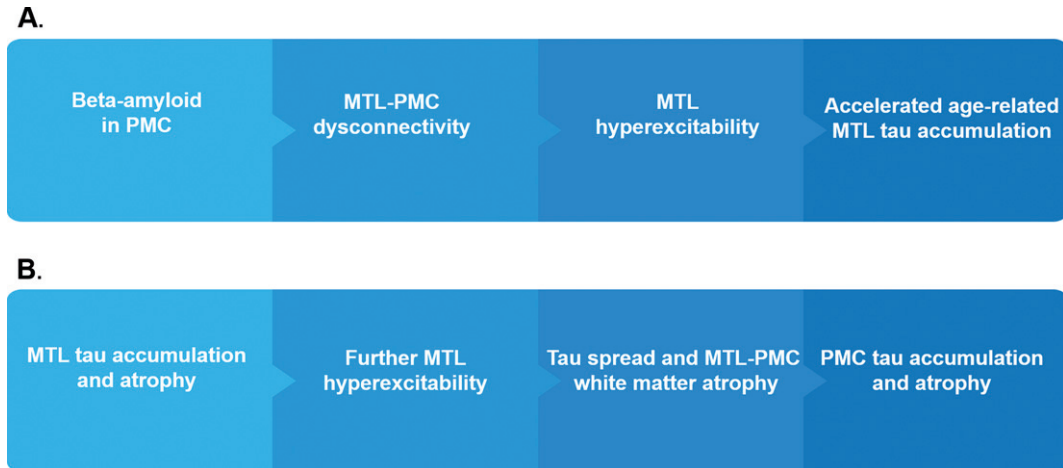 A.
Beta-amyloid
in PMC
MTL-PMC
dysconnectivity
MTL
hyperexcitability
Accelerated age-related
MTL tau accumulation
B.
MTL tau accumulation
and atrophy
Further MTL
hyperexcitability
Tau spread and MTL-PMC
white matter atrophy
PMC tau accumulation
and atrophy